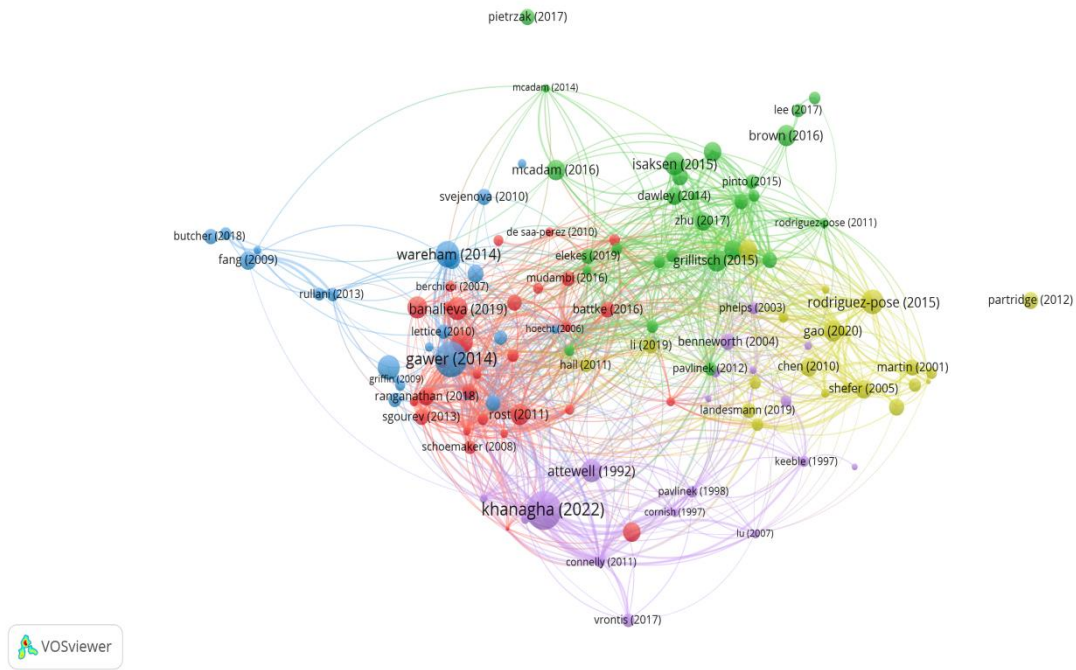 pietrzak (2017)
mcadam (2014)
lee (2017)
brown (2016)
isaksen (2015)
mcadam (2016)
pinto (2015)
svejenova (2010)
dawley (2014)
zhu (2017)
rodriguez-pose (2011)
de saa-perez (2010)
butcher (2018)
fang (2009)
wareham (2014)
elekes (2019)
grillitsch (2015)
mudambi (2016)
berchicci (2007)
rullani (2013)
banalieva (2019)
battke (2016)
phelps (2003)
rodriguez-pose (2015)
partridge (2012)
lettice (2010)
hoecht (2006)
gao (2020)
li (2019)
benneworth (2004)
gawer (2014)
hall (2011)
pavlinek (2012)
chen (2010)
martin (2001)
griffin (2009)
shefer (2005)
ranganathan (2018)
sgourev (2013)
rost (2011)
landesmann (2019)
schoemaker (2008)
attewell (1992)
keeble (1997)
pavlinek (1998)
khanagha (2022)
cornish (1997)
lu (2007)
connelly (2011)
vrontis (2017)
VOSviewer